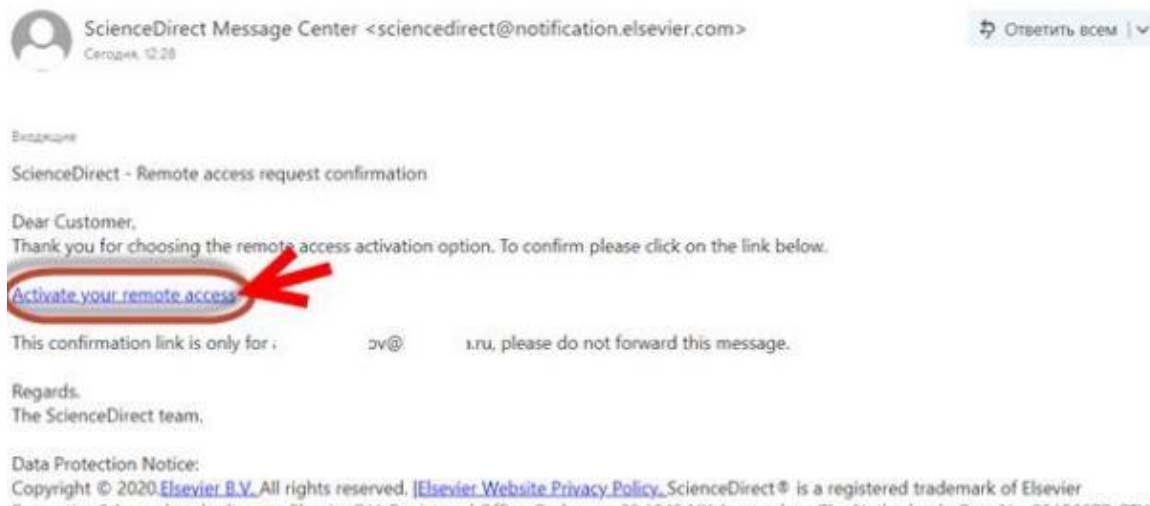 ScienceDirect Message Center <sciencedirect@notification.elsevier.com>
Ответить всем
Сегодня, 12:28
Входящие
ScienceDirect - Remote access request confirmation
Dear Customer,
Thank you for choosing the remote access activation option. To confirm please click on the link below.
Activate your remote access
This confirmation link is only for ov@ a.ru, please do not forward this message.
Regards.
The ScienceDirect team.
Data Protection Notice:
Copyright © 2020 Elsevier B.V. All rights reserved. |Elsevier Website Privacy Policy. ScienceDirect® is a registered trademark of Elsevier